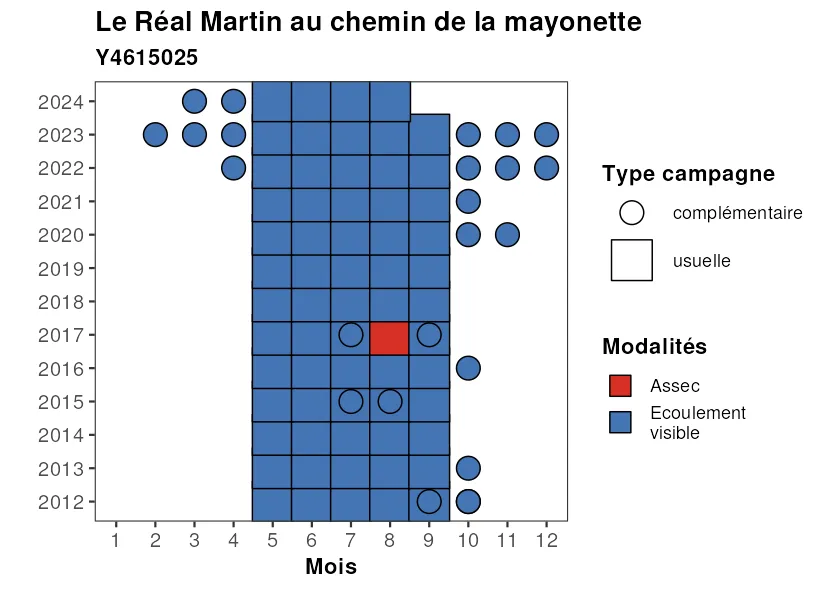 Le Réal Martin au chemin de la mayonette
Y4615025
2024
2023
2022
2021
2020
2019
2018
2017
2016
2015
2014
2013
2012
1 2 3 4 5 6 7 8 9 10 11 12
Mois
Type campagne
complémentaire
usuelle
Modalités
Assec
Ecoulement
visible